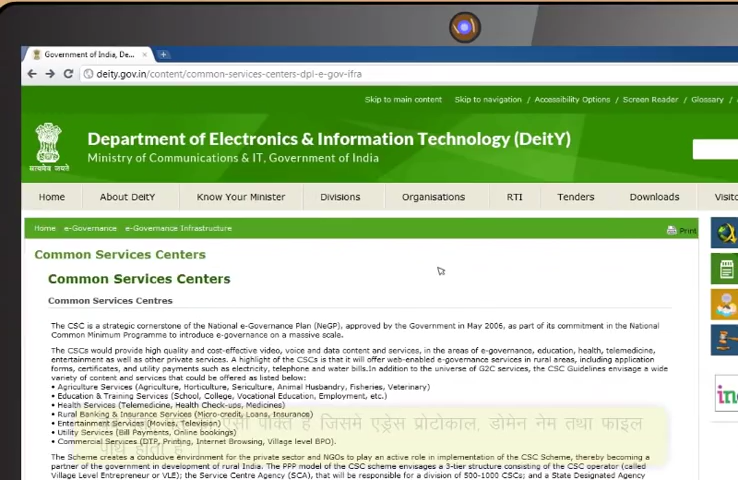 Government of India, De...
deity.gov.in/content/common-services-centers-dpl-e-gov-ifra
Skip to main content Skip to navigation / Accessibility Options / Screen Reader / Glossary /
Department of Electronics & Information Technology (DeitY)
Ministry of Communications & IT, Government of India
सत्यमेव जयते
Home About DeitY Know Your Minister Divisions Organisations RTI Tenders Downloads Visito
Home e-Governance e-Governance Infrastructure
Print
Common Services Centers
Common Services Centers
Common Services Centres
The CSC is a strategic cornerstone of the National e-Governance Plan (NeGP), approved by the Government in May 2006, as part of its commitment in the National
Common Minimum Programme to introduce e-governance on a massive scale.
The CSCs would provide high quality and cost-effective video, voice and data content and services, in the areas of e-governance, education, health, telemedicine,
entertainment as well as other private services. A highlight of the CSCs is that it will offer web-enabled e-governance services in rural areas, including application
forms, certificates, and utility payments such as electricity, telephone and water bills.In addition to the universe of G2C services, the CSC Guidelines envisage a wide
variety of content and services that could be offered as listed below:
• Agriculture Services (Agriculture, Horticulture, Sericulture, Animal Husbandry, Fisheries, Veterinary)
• Education & Training Services (School, College, Vocational Education, Employment, etc.)
• Health Services (Telemedicine, Health Check-ups, Medicines)
• Rural Banking & Insurance Services (Micro-credit, Loans, Insurance)
ऐसी पंक्ति है जिसमे एड्रेस प्रोटोकाल, डोमेन नेम तथा फाइल
• Entertainment Services (Movies, Television)
• Utility Services (Bill Payments, Online bookings)
• Commercial Services (DTP, Printing, Internet Browsing, Village level BPO).
पाथ होता है |
The Scheme creates a conducive environment for the private sector and NGOs to play an active role in implementation of the CSC Scheme, thereby becoming a
partner of the government in development of rural India. The PPP model of the CSC scheme envisages a 3-tier structure consisting of the CSC operator (called
Village Level Entrepreneur or VLE); the Service Centre Agency (SCA), that will be responsible for a division of 500-1000 CSCs; and a State Designated Agency